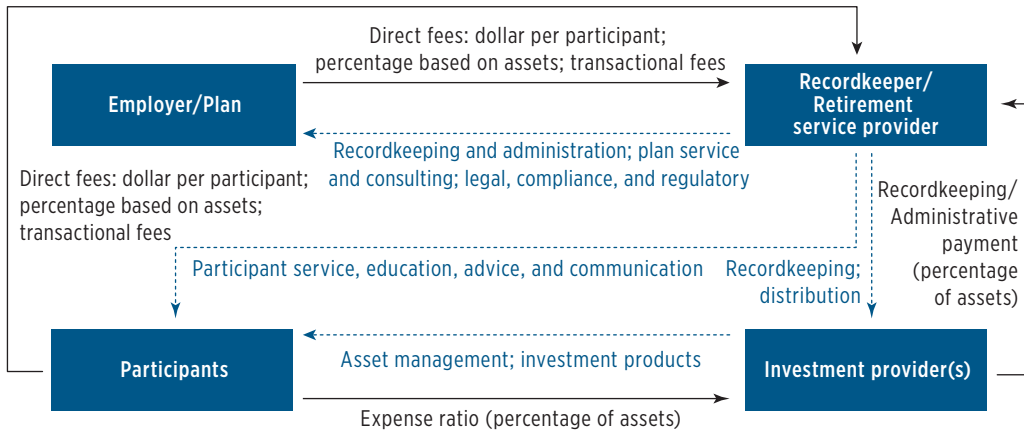 Direct fees: dollar per participant;
percentage based on assets; transactional fees
Employer/Plan
Recordkeeper/
Retirement
service provider
Recordkeeping and administration; plan service
and consulting; legal, compliance, and regulatory
Direct fees: dollar per participant;
percentage based on assets;
transactional fees
Recordkeeping/
Administrative
payment
(percentage
of assets)
Participant service, education, advice, and communication
Recordkeeping;
distribution
Participants
Asset management; investment products
Investment provider(s)
Expense ratio (percentage of assets)